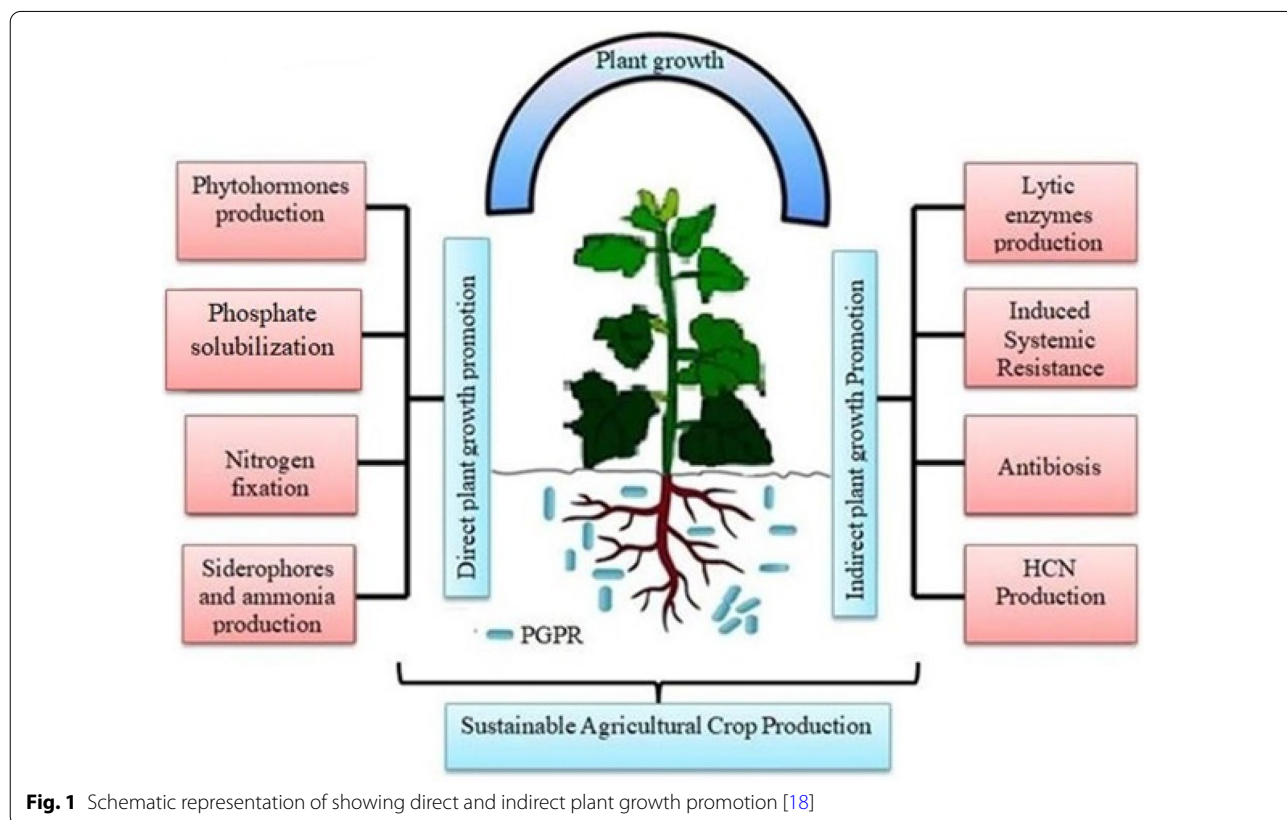 Plant growth
Phytohormones
production
Phosphate
solubilization
Nitrogen
fixation
Siderophores
and ammonia
production
Direct plant growth promotion
Indirect plant growth Promotion
Lytic
enzymes
production
Induced
Systemic
Resistance
Antibiosis
HCN
Production
PGPR
Sustainable Agricultural Crop Production
Fig. 1 Schematic representation of showing direct and indirect plant growth promotion [18]